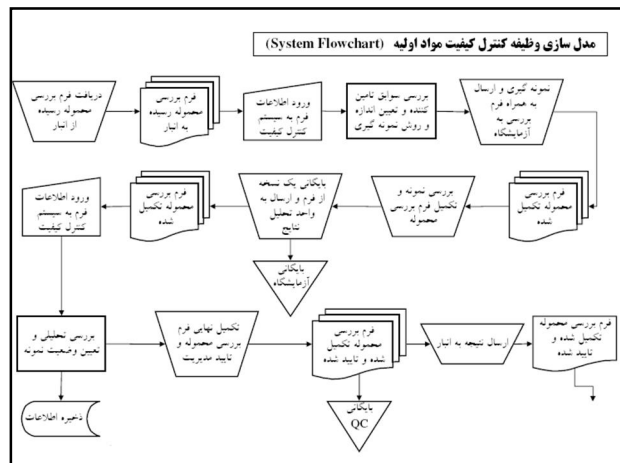 مدل سازی وظیفه کنترل کیفیت مواد اولیه (System Flowchart)
دریافت فرم بررسی
محموله رسیده
از انبار
فرم بررسی
محموله رسیده
به انبار
ورود اطلاعات
فرم به سیستم
کنترل کیفیت
بررسی سوابق تامین
کننده و تعیین اندازه
و روش نمونه گیری
نمونه گیری و ارسال
به همراه فرم
بررسی به
آزمایشگاه
فرم بررسی
محموله تکمیل
شده
بررسی نمونه و
تکمیل فرم بررسی
محموله
بایگانی یک نسخه
از فرم و ارسال به
واحد تحلیل
نتایج
بایگانی
آزمایشگاه
فرم بررسی
محموله تکمیل
شده
ورود اطلاعات
فرم به سیستم
کنترل کیفیت
بررسی تحلیلی و
تعیین وضعیت نمونه
ذخیره اطلاعات
تکمیل نهایی فرم
بررسی محموله و
تایید مدیریت
فرم بررسی
محموله تکمیل
شده و تایید شده
بایگانی
QC
ارسال نتیجه به انبار
فرم بررسی محموله
تکمیل شده و
تایید شده